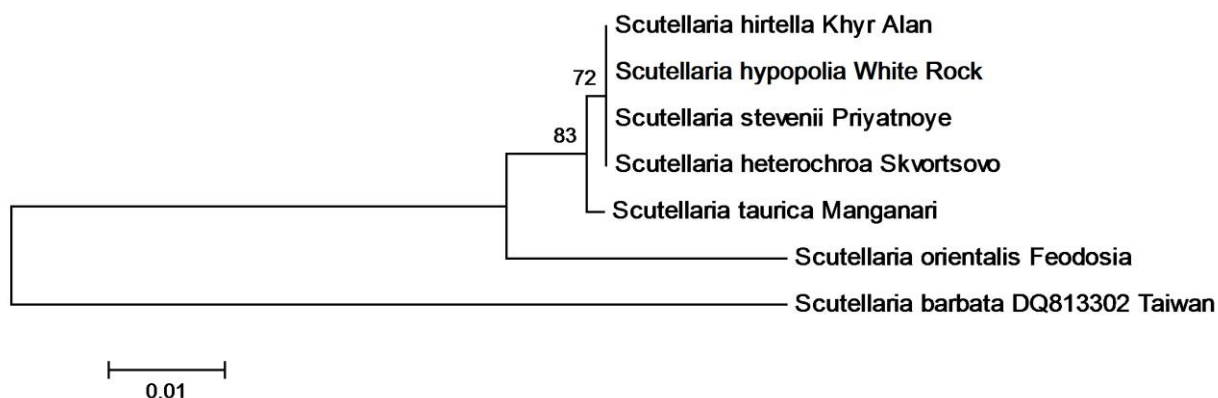 Scutellaria hirtella Khyr Alan
72
Scutellaria hypopolia White Rock
Scutellaria stevenii Priyatnoye
83
Scutellaria heterochroa Skvortsovo
Scutellaria taurica Manganari
Scutellaria orientalis Feodosia
Scutellaria barbata DQ813302 Taiwan
0.01